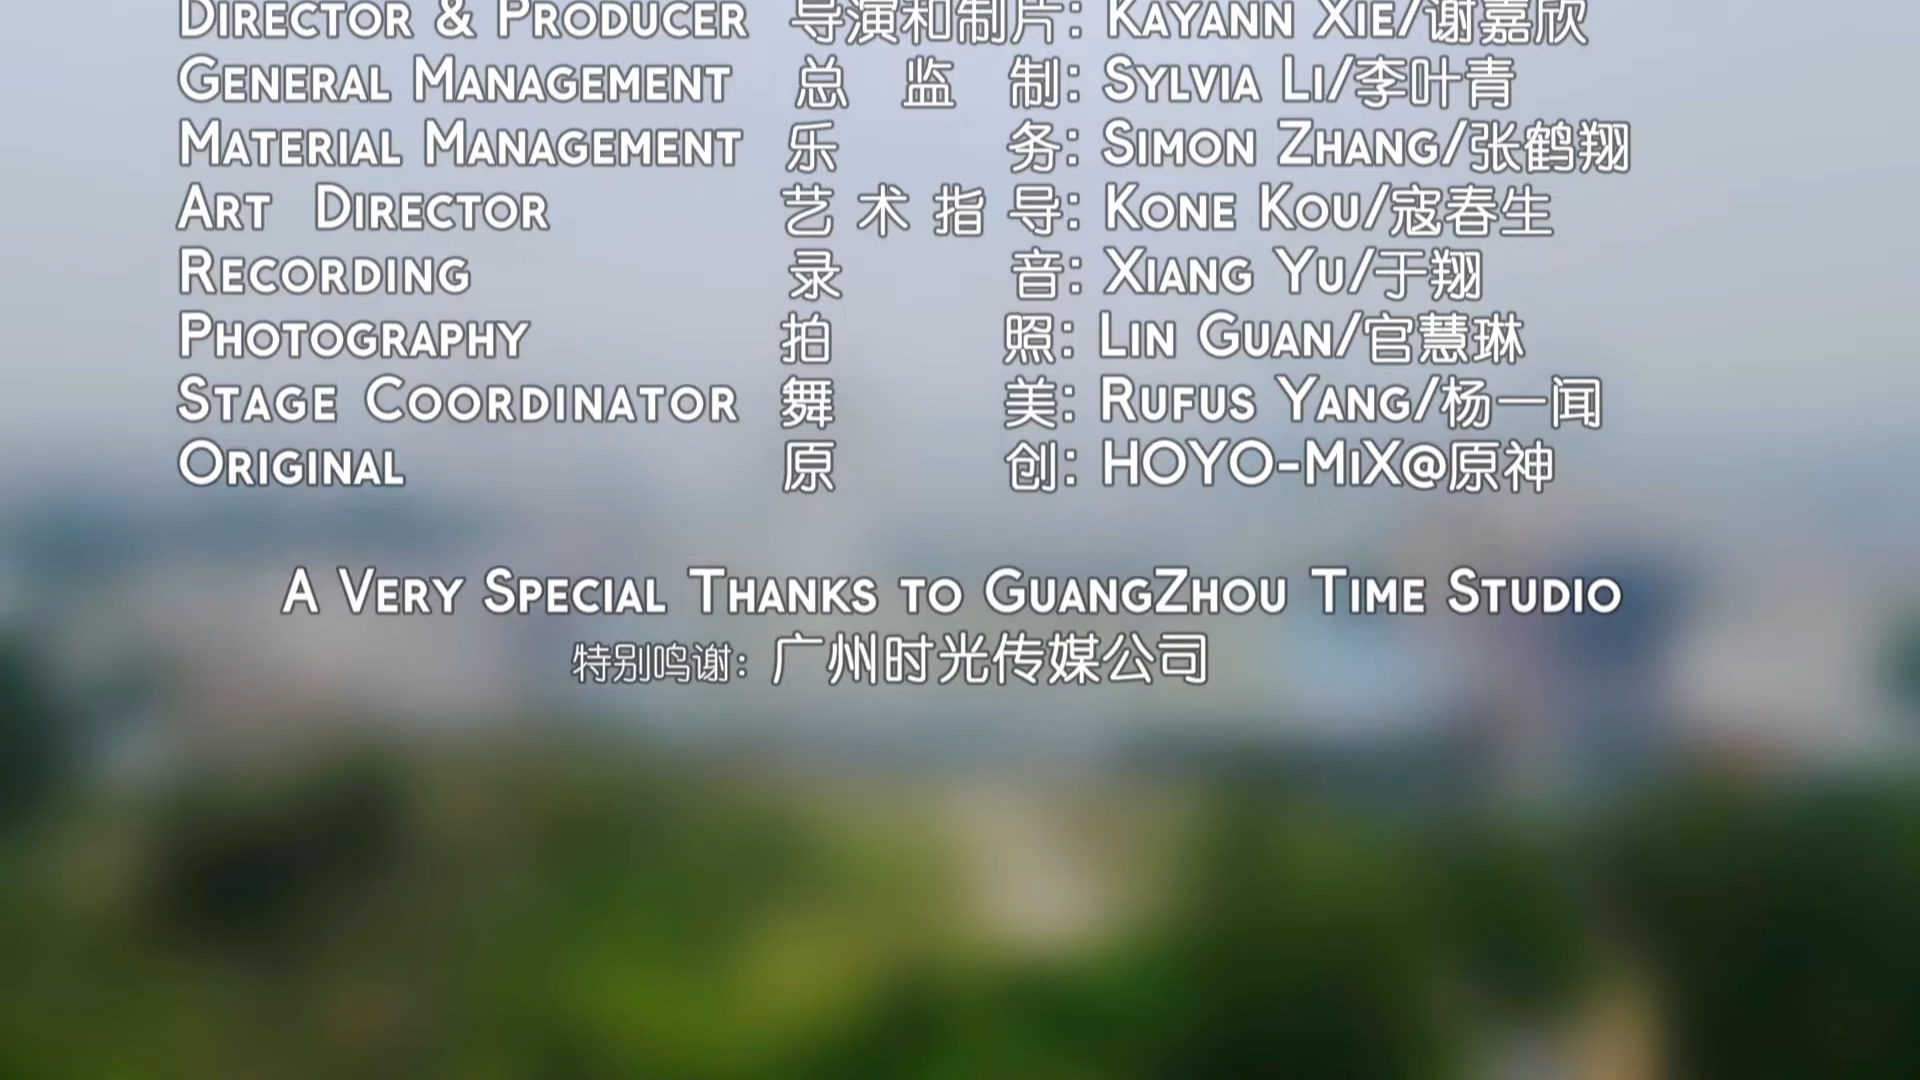 Director & Producer 导演和制片: Kayann Xie/谢嘉欣
General Management 总监制: Sylvia Li/李叶青
Material Management 乐务: Simon Zhang/张鹤翔
Art Director 艺术指导: Kone Kou/寇春生
Recording 录音: Xiang Yu/于翔
Photography 拍照: Lin Guan/官慧琳
Stage Coordinator 舞美: Rufus Yang/杨一闻
Original 原创: HOYO-MiX@原神
A Very Special Thanks to GuangZhou Time Studio
特别鸣谢: 广州时光传媒公司